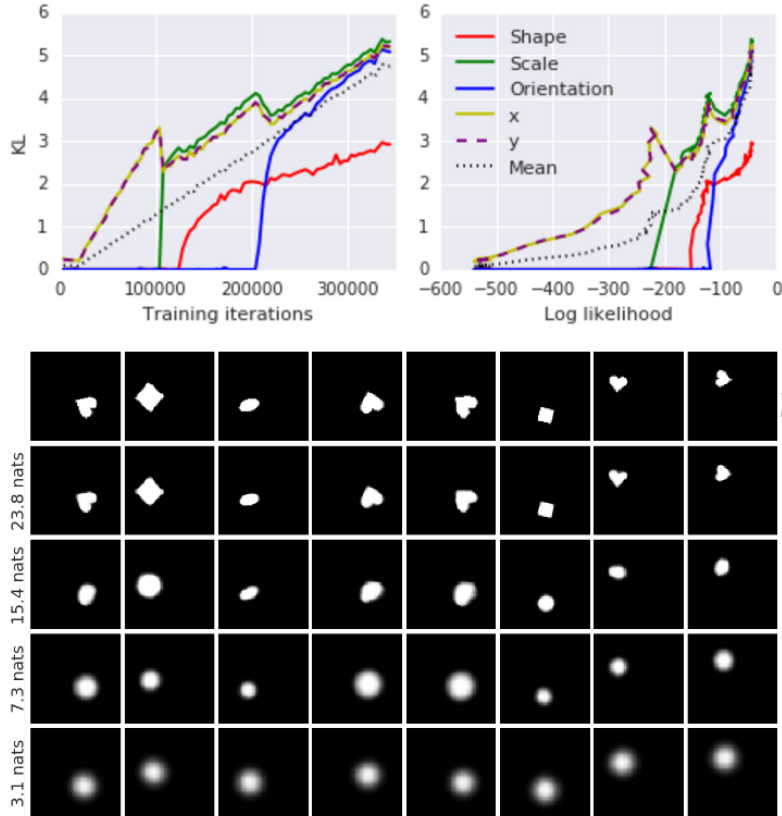 6
5
4
3
2
1
0
KL
0
100000
200000
300000
Training iterations
6
5
4
3
2
1
0
Shape
Scale
Orientation
x
y
Mean
−600
−500
−400
−300
−200
−100
0
Log likelihood
23.8 nats
15.4 nats
7.3 nats
3.1 nats